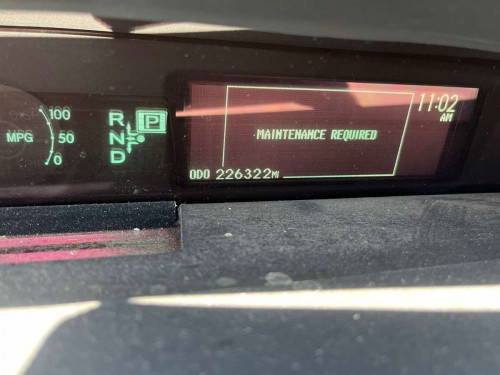 100
MPG 50
0
R
P
N
D
11:02
AM
MAINTENANCE REQUIRED
ODO 226322MI